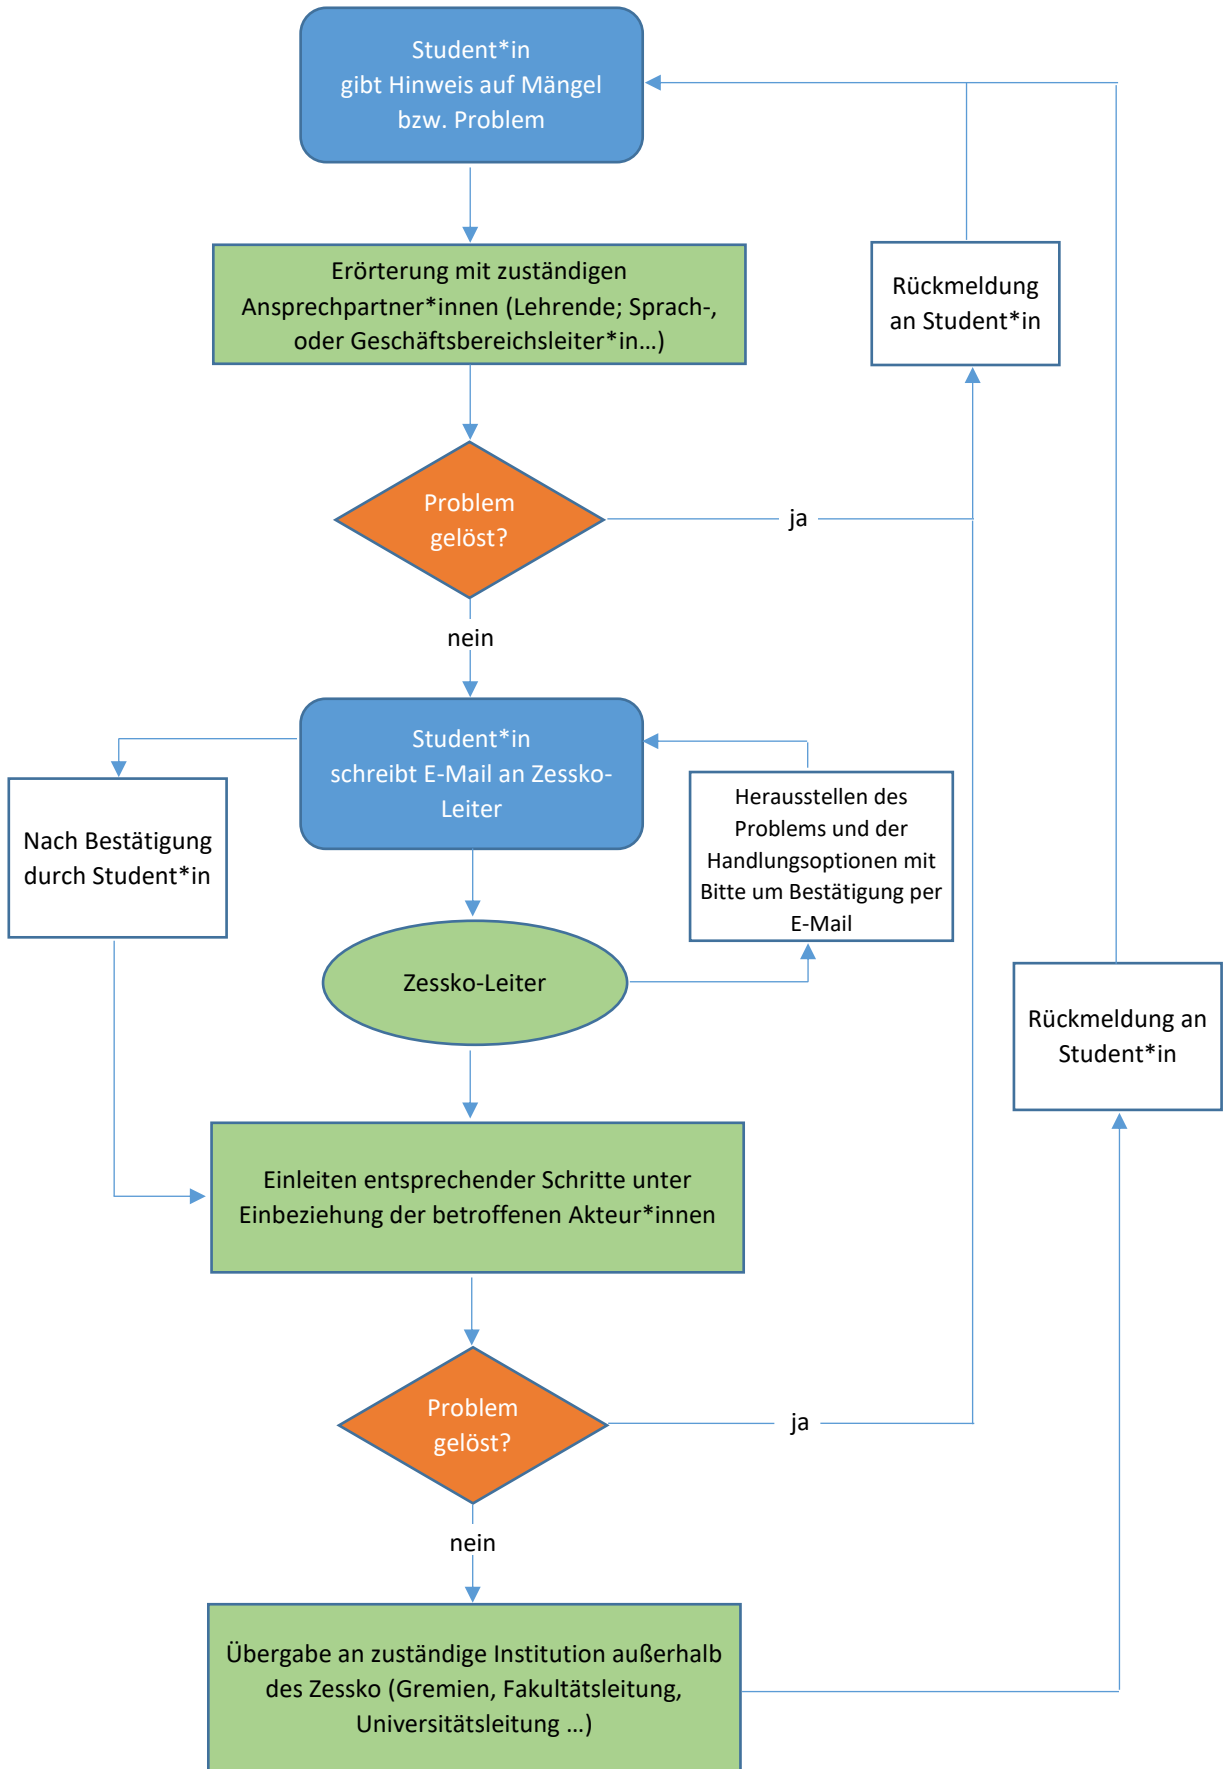 Student*in
gibt Hinweis auf Mängel
bzw. Problem
Erörterung mit zuständigen
Ansprechpartner*innen (Lehrende; Sprach-,
oder Geschäftsbereichsleiter*in…)
Rückmeldung
an Student*in
Problem
gelöst?
ja
nein
Student*in
schreibt E-Mail an Zessko-
Leiter
Nach Bestätigung
durch Student*in
Herausstellen des
Problems und der
Handlungsoptionen mit
Bitte um Bestätigung per
E-Mail
Zessko-Leiter
Rückmeldung an
Student*in
Einleiten entsprechender Schritte unter
Einbeziehung der betroffenen Akteur*innen
Problem
gelöst?
ja
nein
Übergabe an zuständige Institution außerhalb
des Zessko (Gremien, Fakultätsleitung,
Universitätsleitung …)